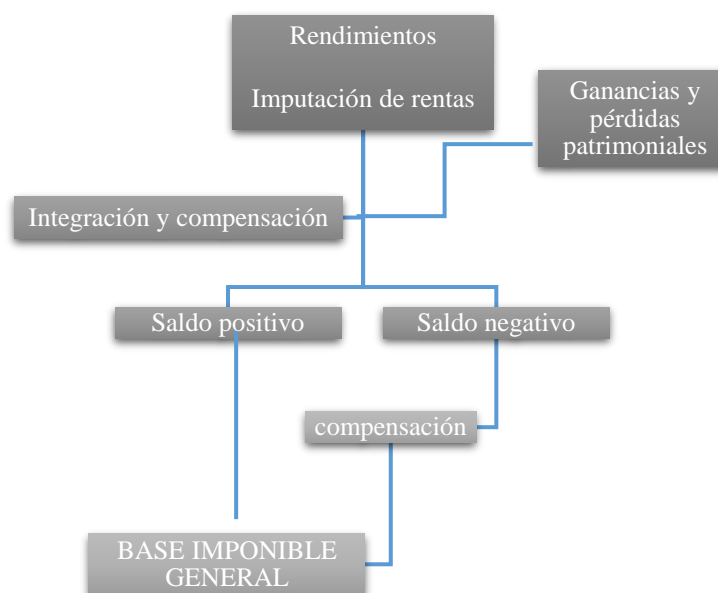 Rendimientos
Imputación de rentas
Ganancias y
pérdidas
patrimoniales
Integración y compensación
Saldo positivo
Saldo negativo
compensación
BASE IMPONIBLE
GENERAL